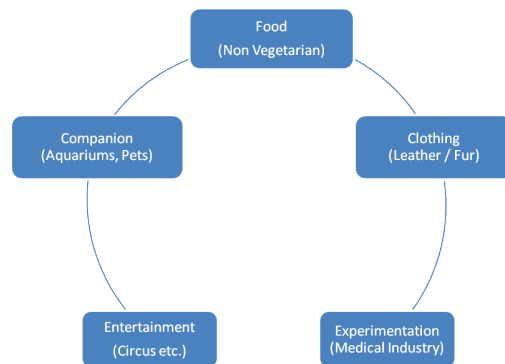 Food
(Non Vegetarian)
Companion
(Aquariums, Pets)
Clothing
(Leather / Fur)
Entertainment
(Circus etc.)
Experimentation
(Medical Industry)